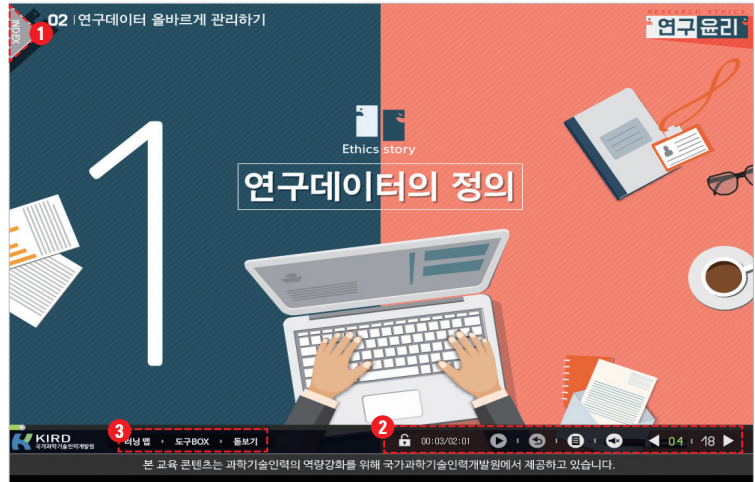 INDEX
1
02 | 연구데이터 올바르게 관리하기
RESEARCH ETHICS
연구윤리
1
Ethics story
연구데이터의 정의
KIRD
국가과학기술인력개발원
3
러닝 맵
도구BOX
돋보기
2
00:03/02:01
04
18
본 교육 콘텐츠는 과학기술인력의 역량강화를 위해 국가과학기술인력개발원에서 제공하고 있습니다.